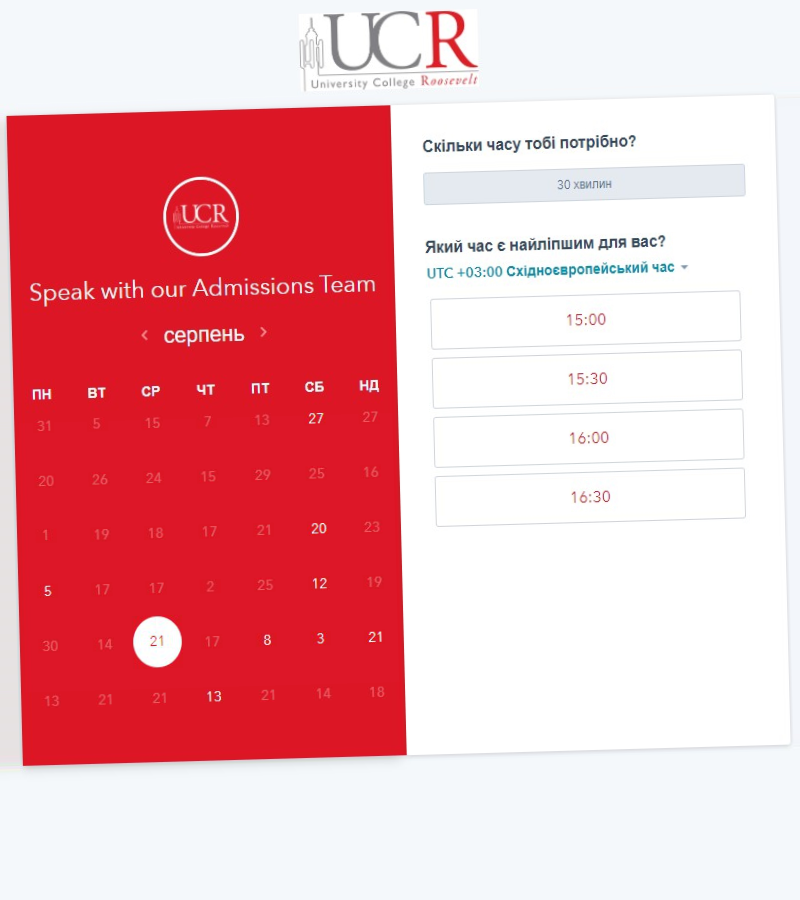 UCR
University College Roosevelt
UCR
University College Roosevelt
Speak with our Admissions Team
серпень
ПН ВТ СР ЧТ ПТ СБ НД
31 5 15 7 13 27 27
20 26 24 15 29 25 16
1 19 18 17 21 20 23
5 17 17 2 25 12 19
30 14 21 17 8 3 21
13 21 21 13 21 14 18
Скільки часу тобі потрібно?
30 хвилин
Який час є найліпшим для вас?
UTC +03:00 Східноєвропейський час
15:00
15:30
16:00
16:30